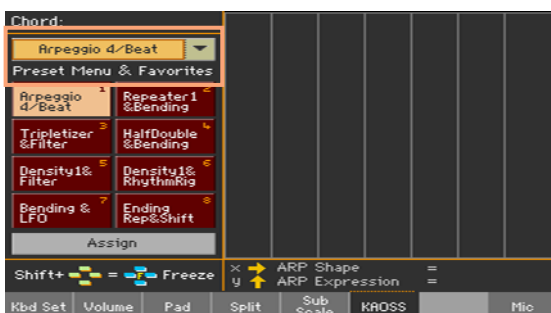 Chord:
Arpeggio 4/Beat
Preset Menu & Favorites
Arpeggio 4/Beat 1
Repeater1 &Bending 2
Tripletizer &Filter 3
HalfDouble &Bending 4
Density1& Filter 5
Density1& RhythmRig 6
Bending & LFO 7
Ending Rep&Shift 8
Assign
Shift+ = F Freeze
x ARP Shape =
y ARP Expression =
Kbd Set Volume Pad Split Sub Scale KAOSS Mic